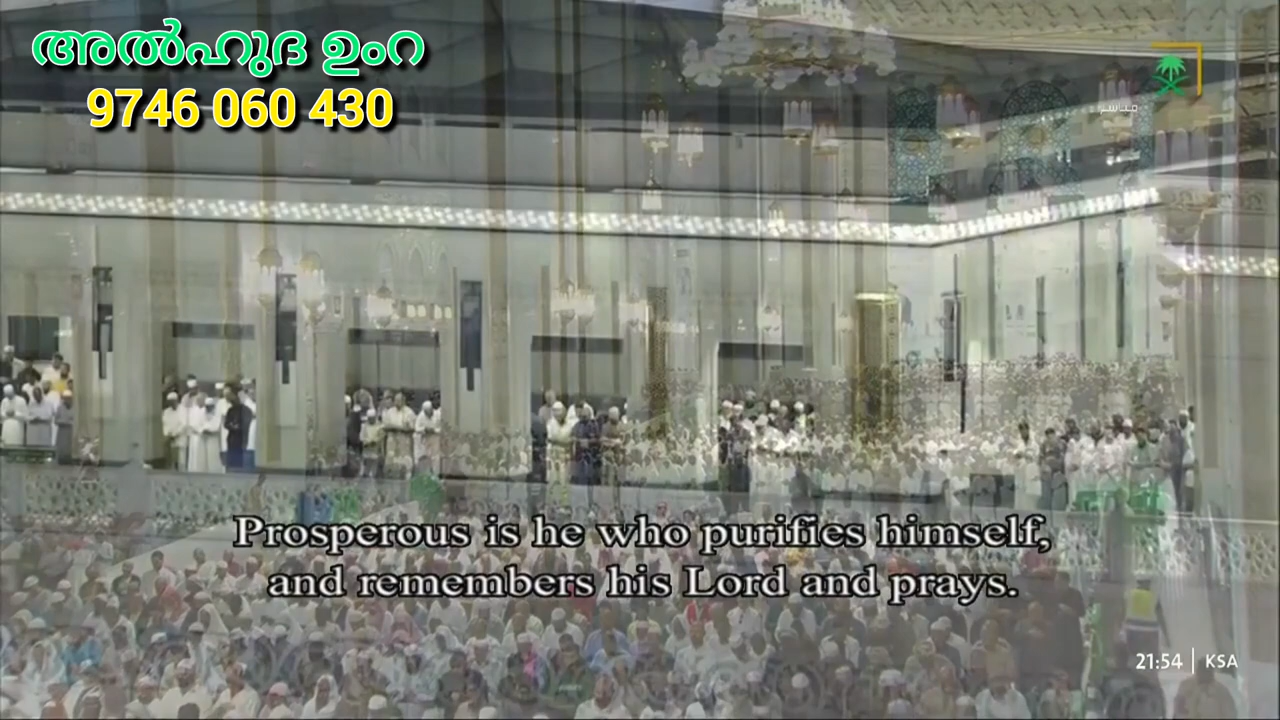 അൽഹുദ ഉംറ
9746 060 430
مباشر
Prosperous is he who purifies himself,
and remembers his Lord and prays.
21:54 | KSA